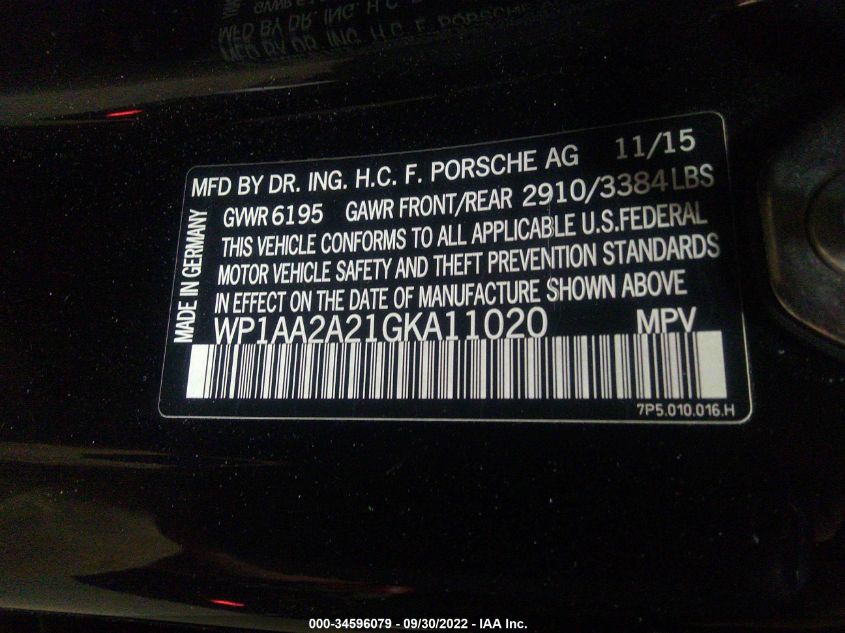 MFD BY DR. ING. H.C. F. PORSCHE AG 11/15
GVWR 6195 GAWR FRONT/REAR 2910/3384 LBS
THIS VEHICLE CONFORMS TO ALL APPLICABLE U.S.FEDERAL
MOTOR VEHICLE SAFETY AND THEFT PREVENTION STANDARDS
IN EFFECT ON THE DATE OF MANUFACTURE SHOWN ABOVE
MADE IN GERMANY
WP1AA2A21GKA11020 MPV
7P5.010.016.H
000-34596079 - 09/30/2022 - IAA Inc.